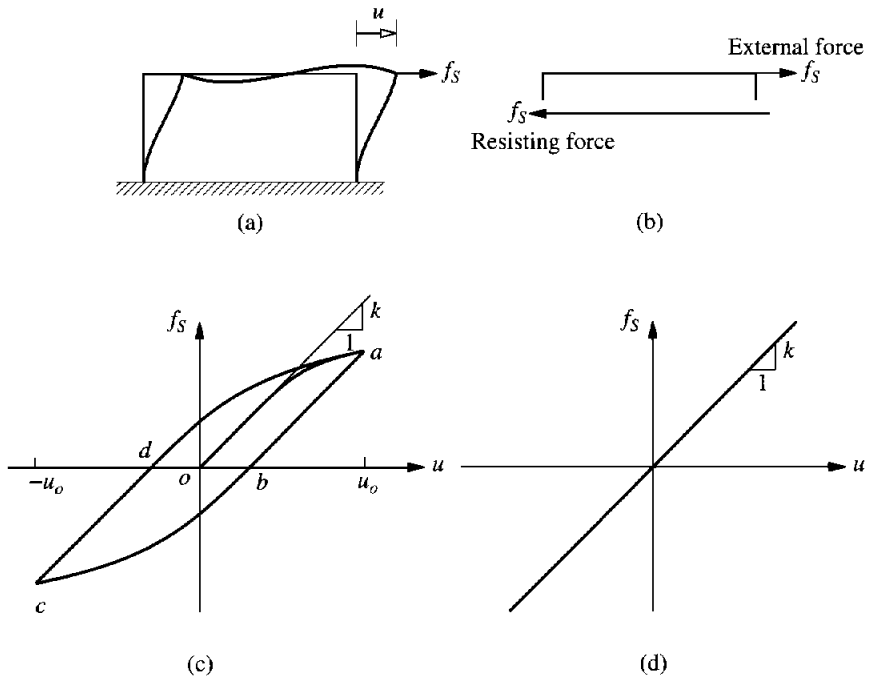 u
f_S
External force
f_S
f_S
Resisting force
(a)
(b)
f_S
k
1
a
d
−u_o
o
b
u_o
u
c
(c)
f_S
k
1
u
(d)